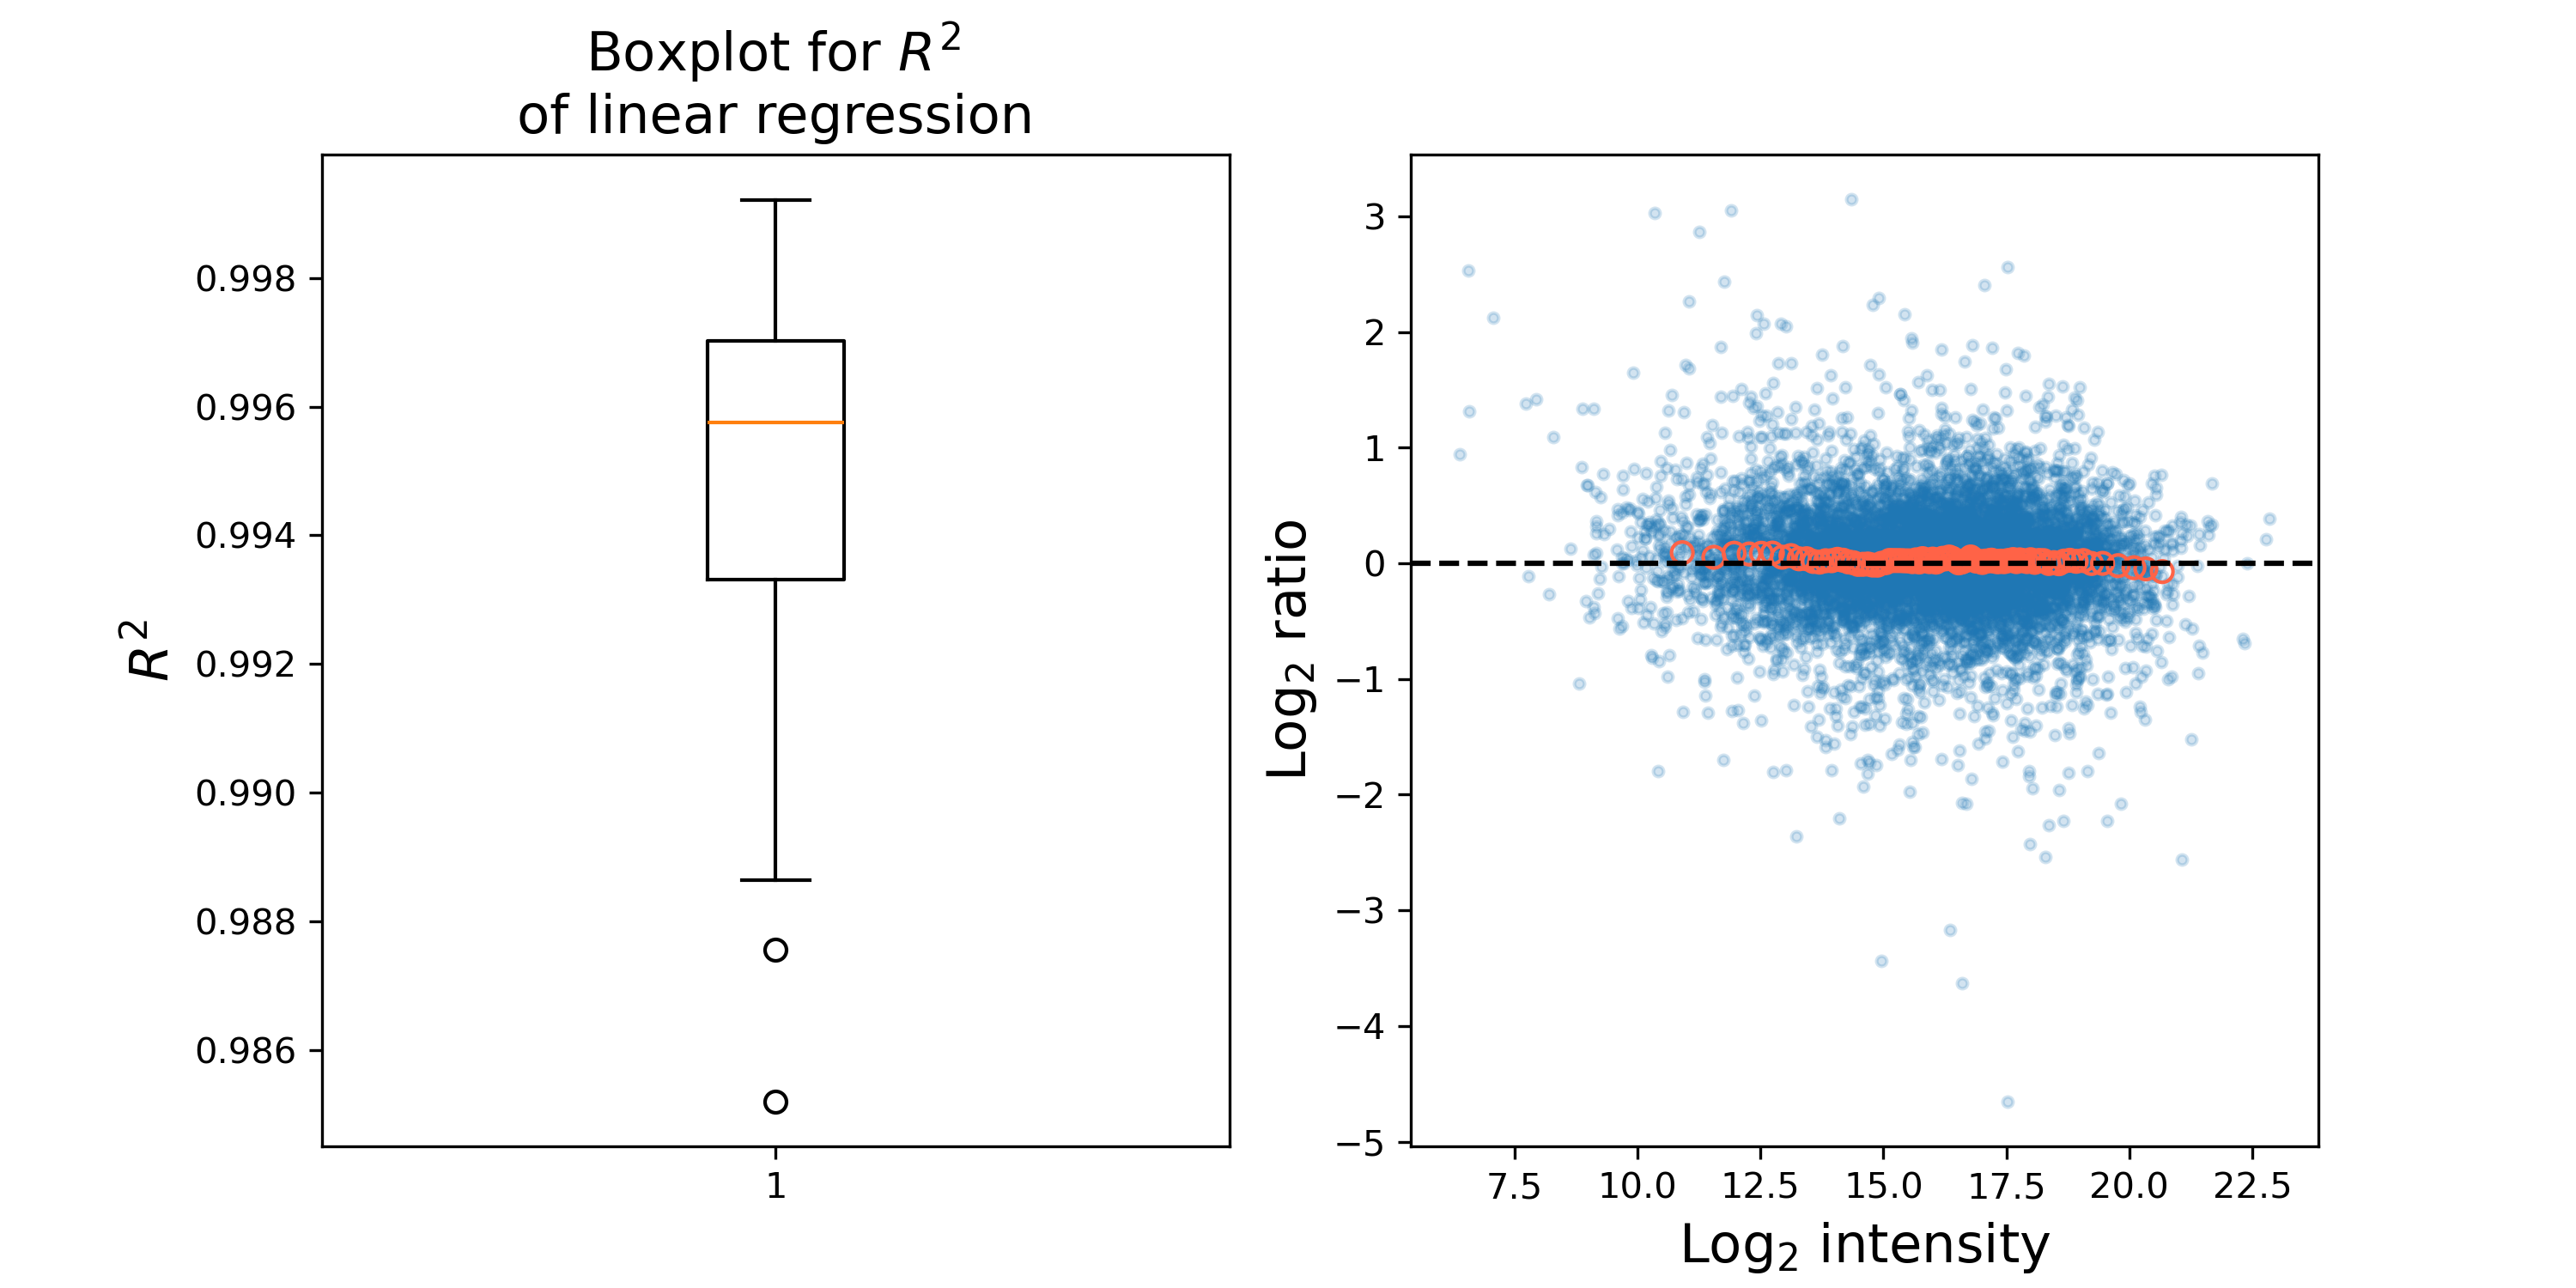 Boxplot for R²
of linear regression
R²
0.998
0.996
0.994
0.992
0.990
0.988
0.986
1
Log₂ ratio
3
2
1
0
−1
−2
−3
−4
−5
7.5 10.0 12.5 15.0 17.5 20.0 22.5
Log₂ intensity